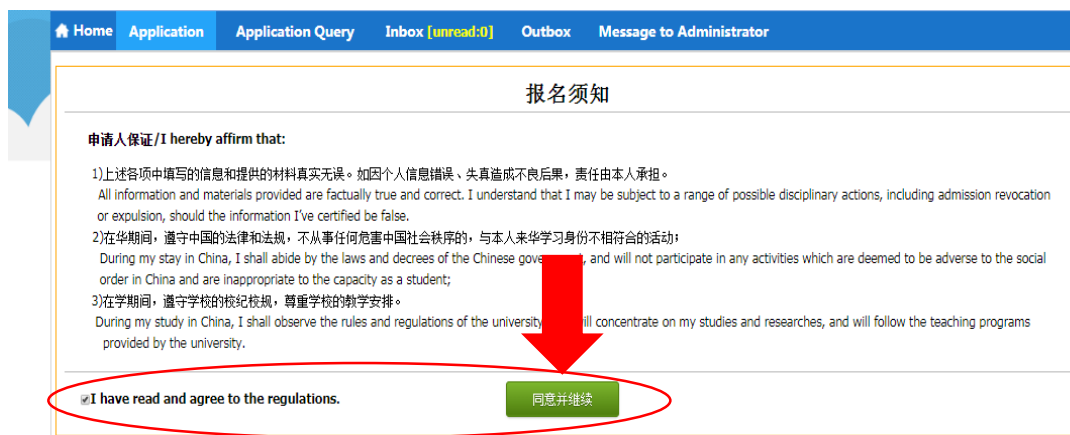 Home Application Application Query Inbox [unread:0] Outbox Message to Administrator
报名须知
申请人保证/I hereby affirm that:
1)上述各项中填写的信息和提供的材料真实无误。如因个人信息错误、失真造成不良后果，责任由本人承担。
All information and materials provided are factually true and correct. I understand that I may be subject to a range of possible disciplinary actions, including admission revocation
or expulsion, should the information I've certified be false.
2)在华期间，遵守中国的法律和法规，不从事任何危害中国社会秩序的，与本人来华学习身份不相符合的活动；
During my stay in China, I shall abide by the laws and decrees of the Chinese government, and will not participate in any activities which are deemed to be adverse to the social
order in China and are inappropriate to the capacity as a student;
3)在学期间，遵守学校的校纪校规，尊重学校的教学安排。
During my study in China, I shall observe the rules and regulations of the university will concentrate on my studies and researches, and will follow the teaching programs
provided by the university.
I have read and agree to the regulations.
同意并继续